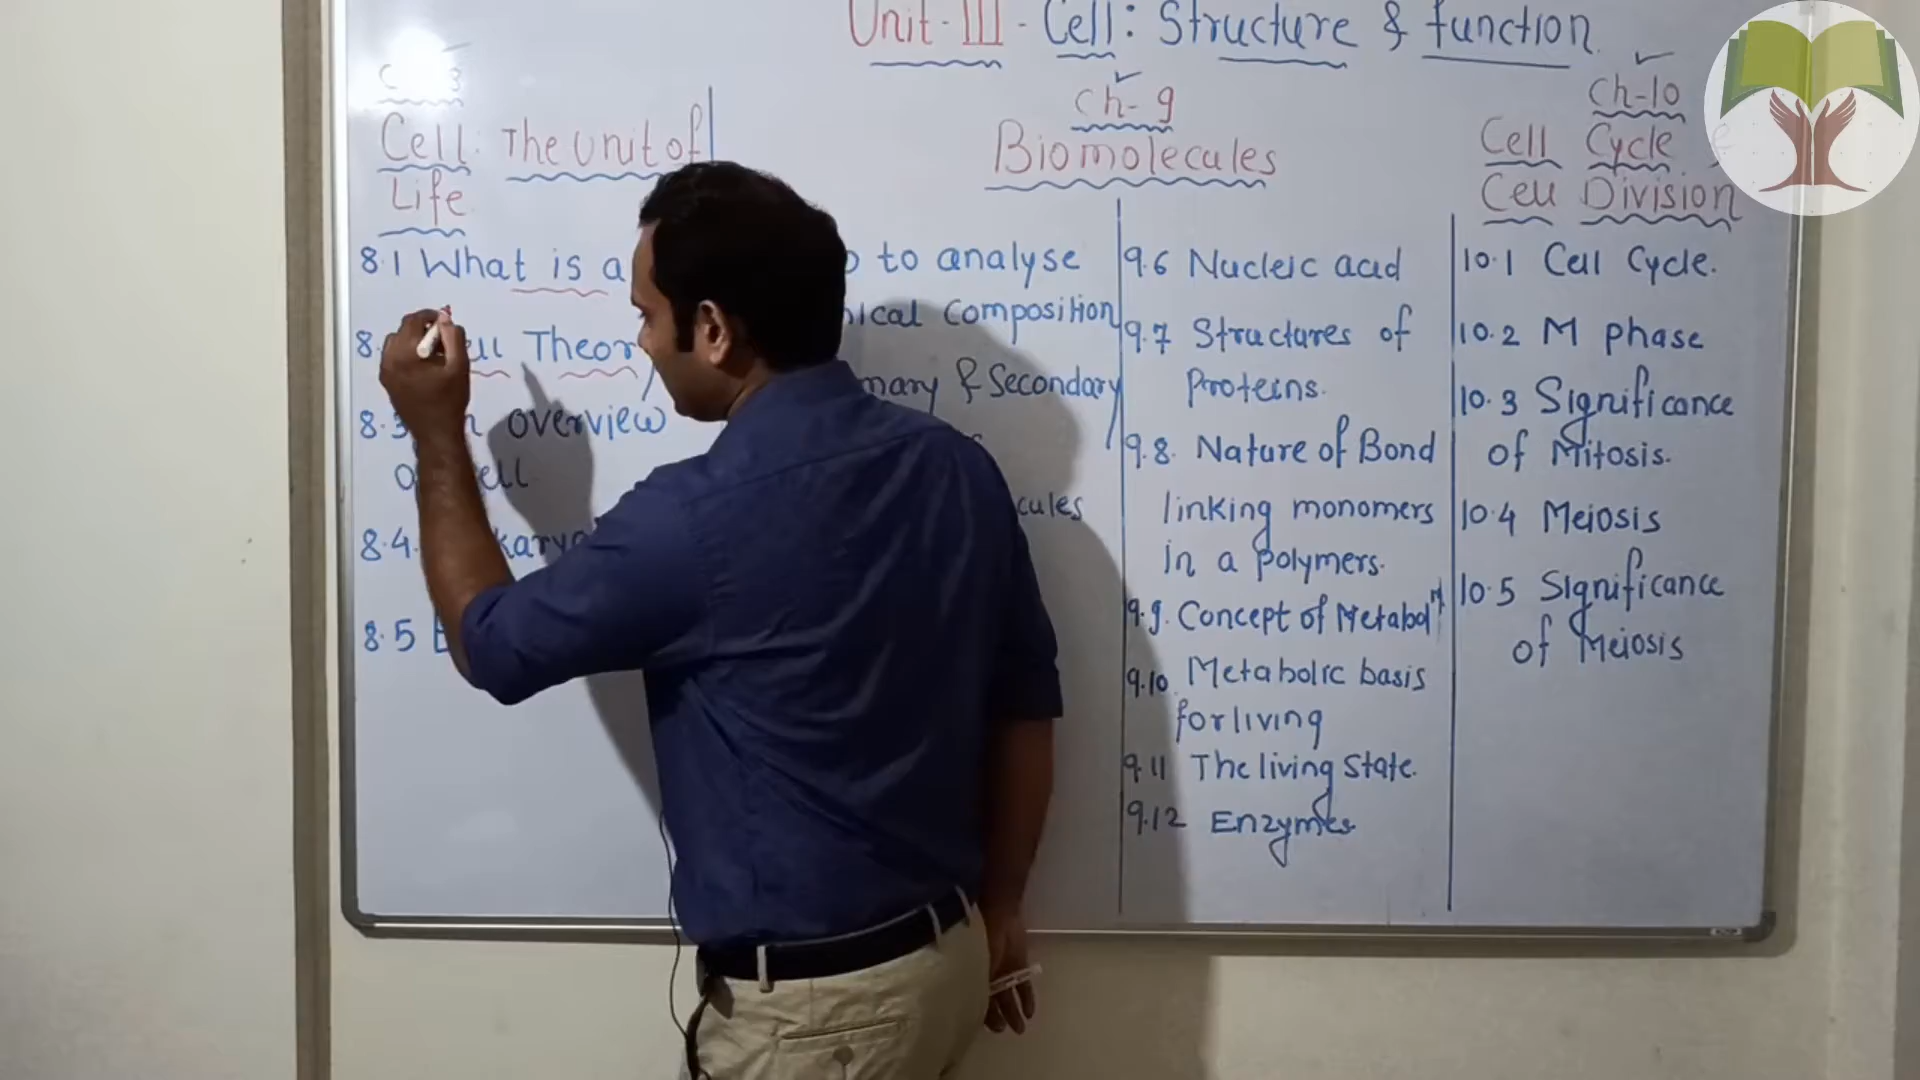 Unit-III - Cell: Structure & function
Cell: The Unit of
Life
8.1 What is a
Theor
8.3 overview
8.4
8.5
ch-9
Biomolecules
to analyse
Composition
& Secondary
9.6 Nucleic acid
9.7 Structures of
Proteins.
9.8. Nature of Bond
linking monomers
in a polymers.
9.9. Concept of Metabolm
9.10 Metabolic basis
for living
9.11 The living State.
9.12 Enzymes.
Ch-10
Cell Cycle &
Cell Division
10.1 Cell Cycle.
10.2 M phase
10.3 Significance
of Mitosis.
10.4 Meiosis
10.5 Significance
of Meiosis